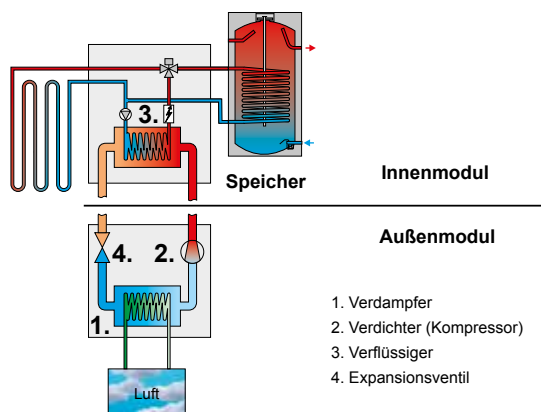 3.
Speicher
Innenmodul
Außenmodul
4.
2.
1.
Luft
1. Verdampfer
2. Verdichter (Kompressor)
3. Verflüssiger
4. Expansionsventil